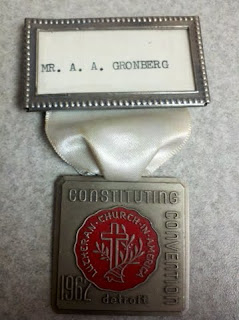 MR. A. A. GRONBERG
CONSTITUTING
CONVENTION
LUTHERAN·CHURCH·IN·AMERICA
1962
detroit